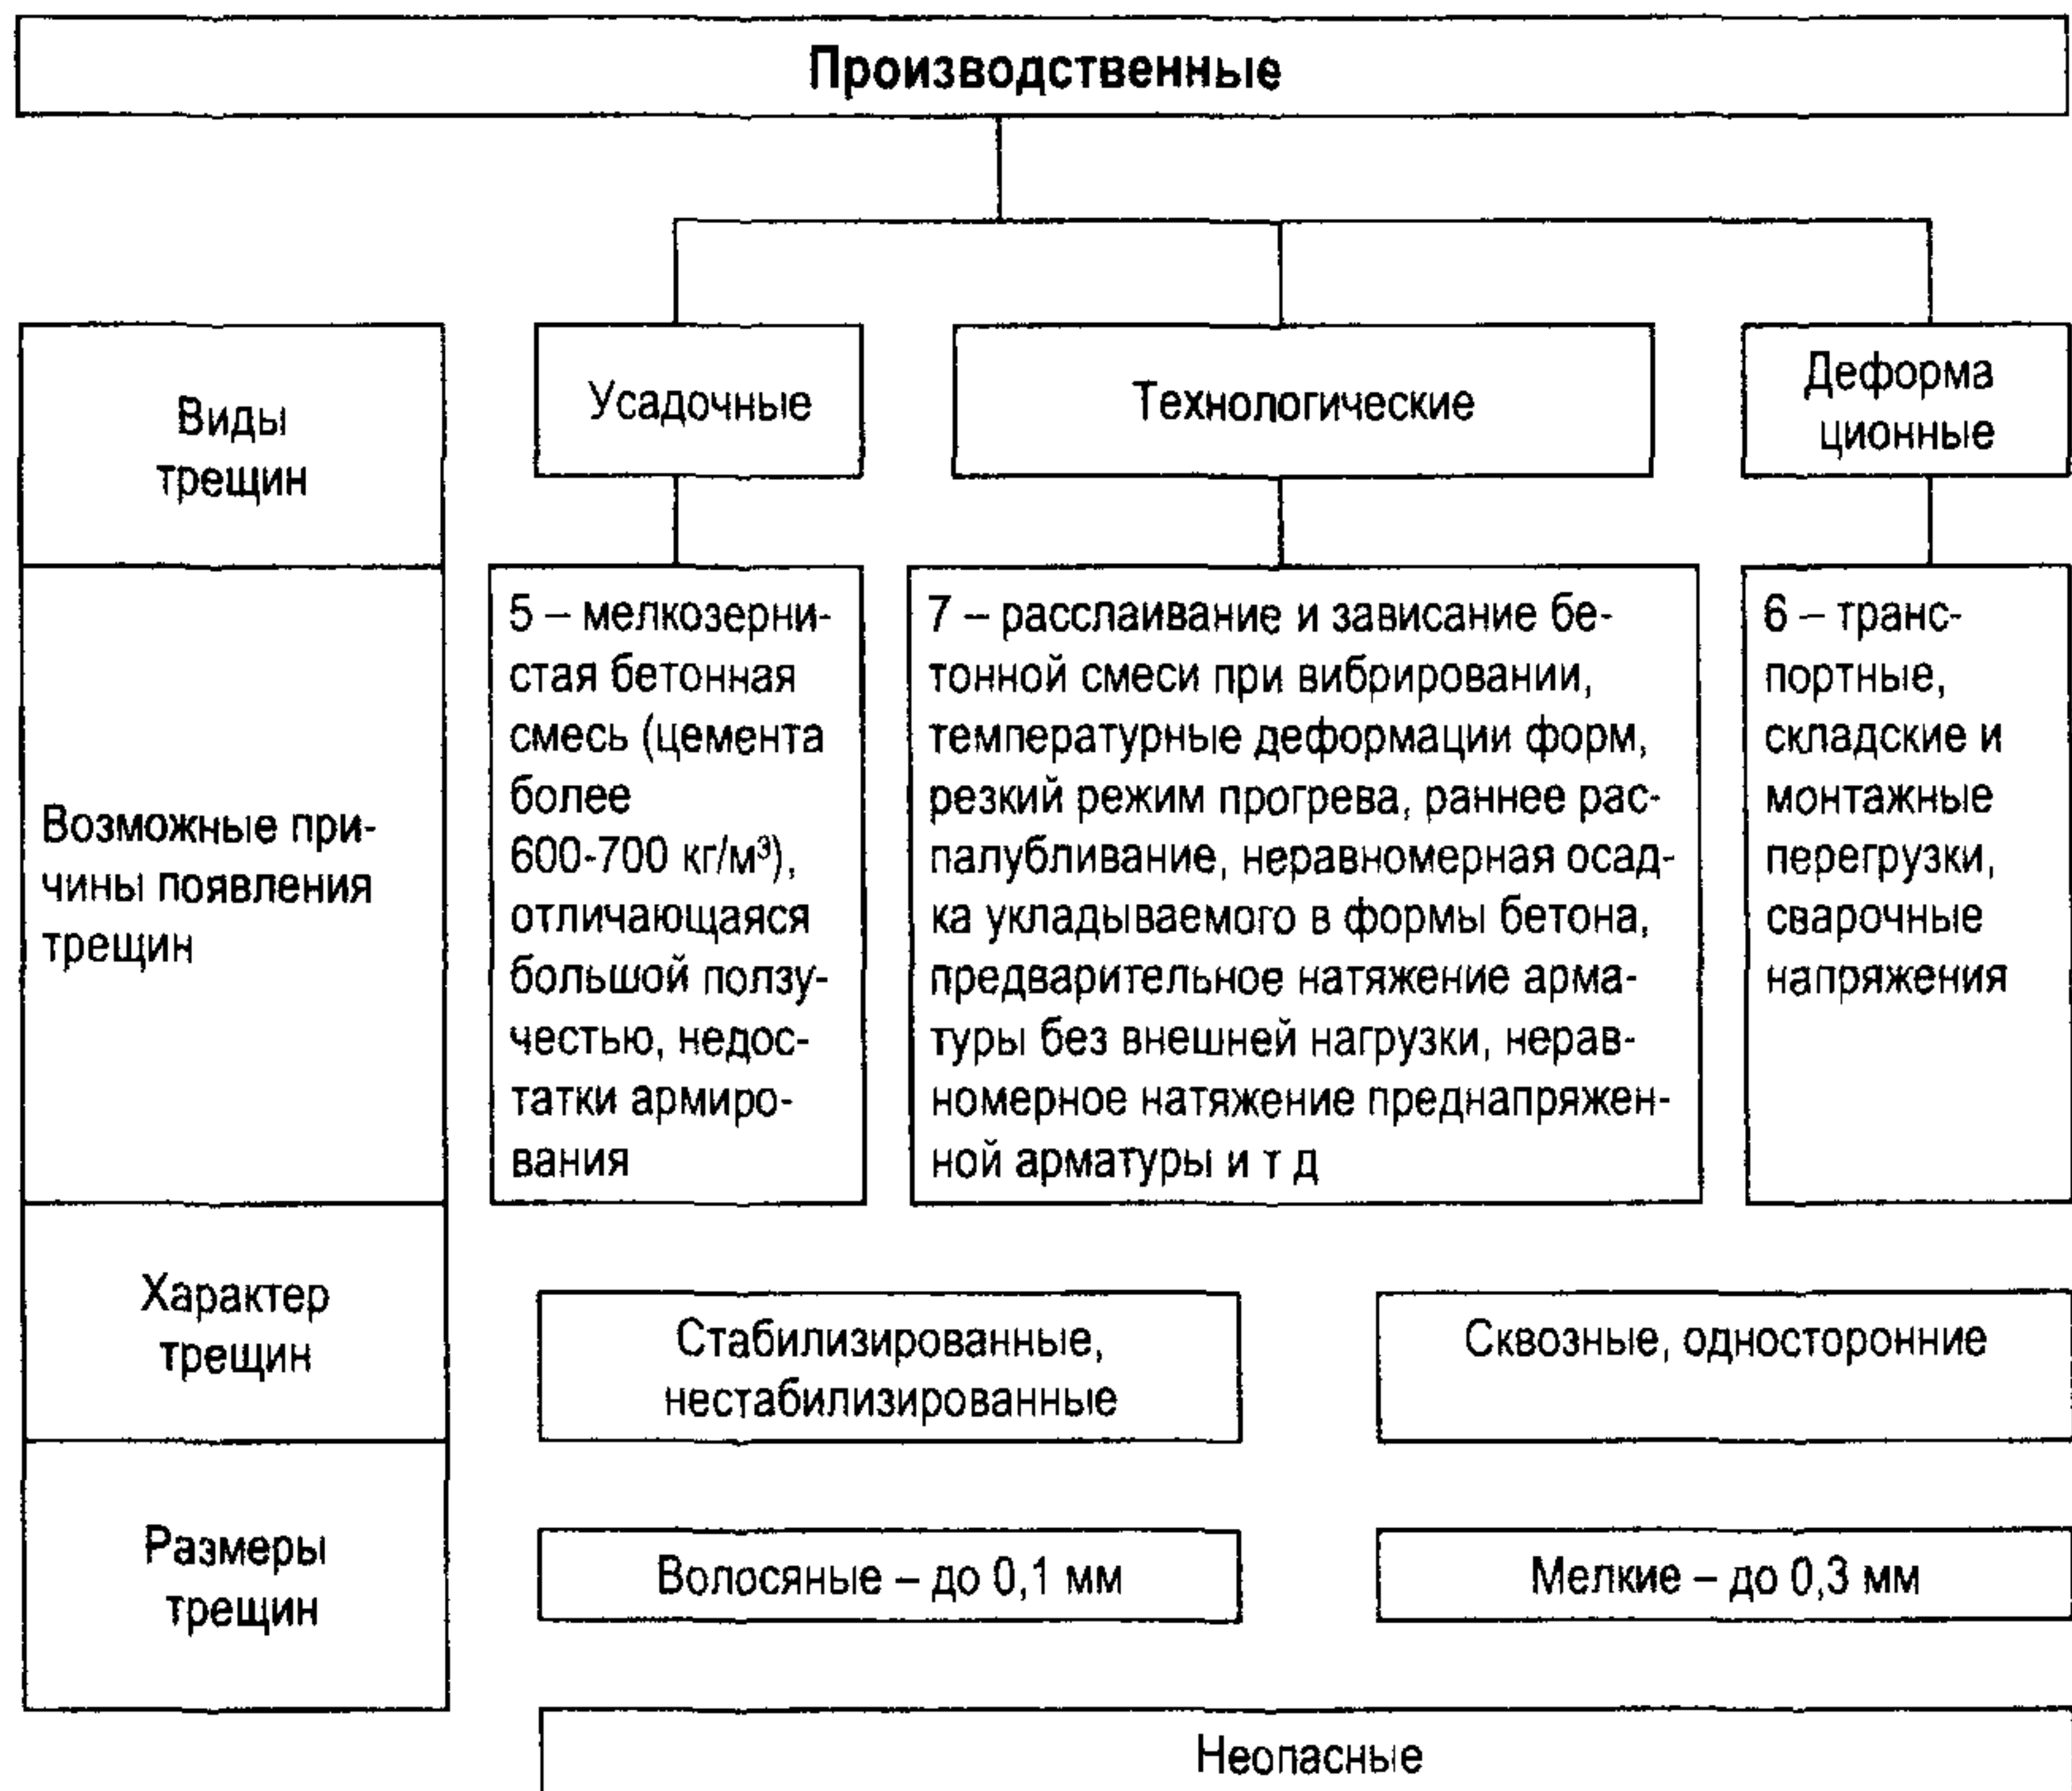 Производственные
Виды
трещин
Усадочные
Технологические
Деформа
ционные
Возможные при-
чины появления
трещин
5 – мелкозерни-
стая бетонная
смесь (цемента
более
600-700 кг/м³),
отличающаяся
большой ползу-
честью, недос-
татки армиро-
вания
7 – расслаивание и зависание бе-
тонной смеси при вибрировании,
температурные деформации форм,
резкий режим прогрева, раннее рас-
палубливание, неравномерная осад-
ка укладываемого в формы бетона,
предварительное натяжение арма-
туры без внешней нагрузки, нерав-
номерное натяжение преднапряжен-
ной арматуры и т д
6 – транс-
портные,
складские и
монтажные
перегрузки,
сварочные
напряжения
Характер
трещин
Стабилизированные,
нестабилизированные
Сквозные, односторонние
Размеры
трещин
Волосяные – до 0,1 мм
Мелкие – до 0,3 мм
Неопасные